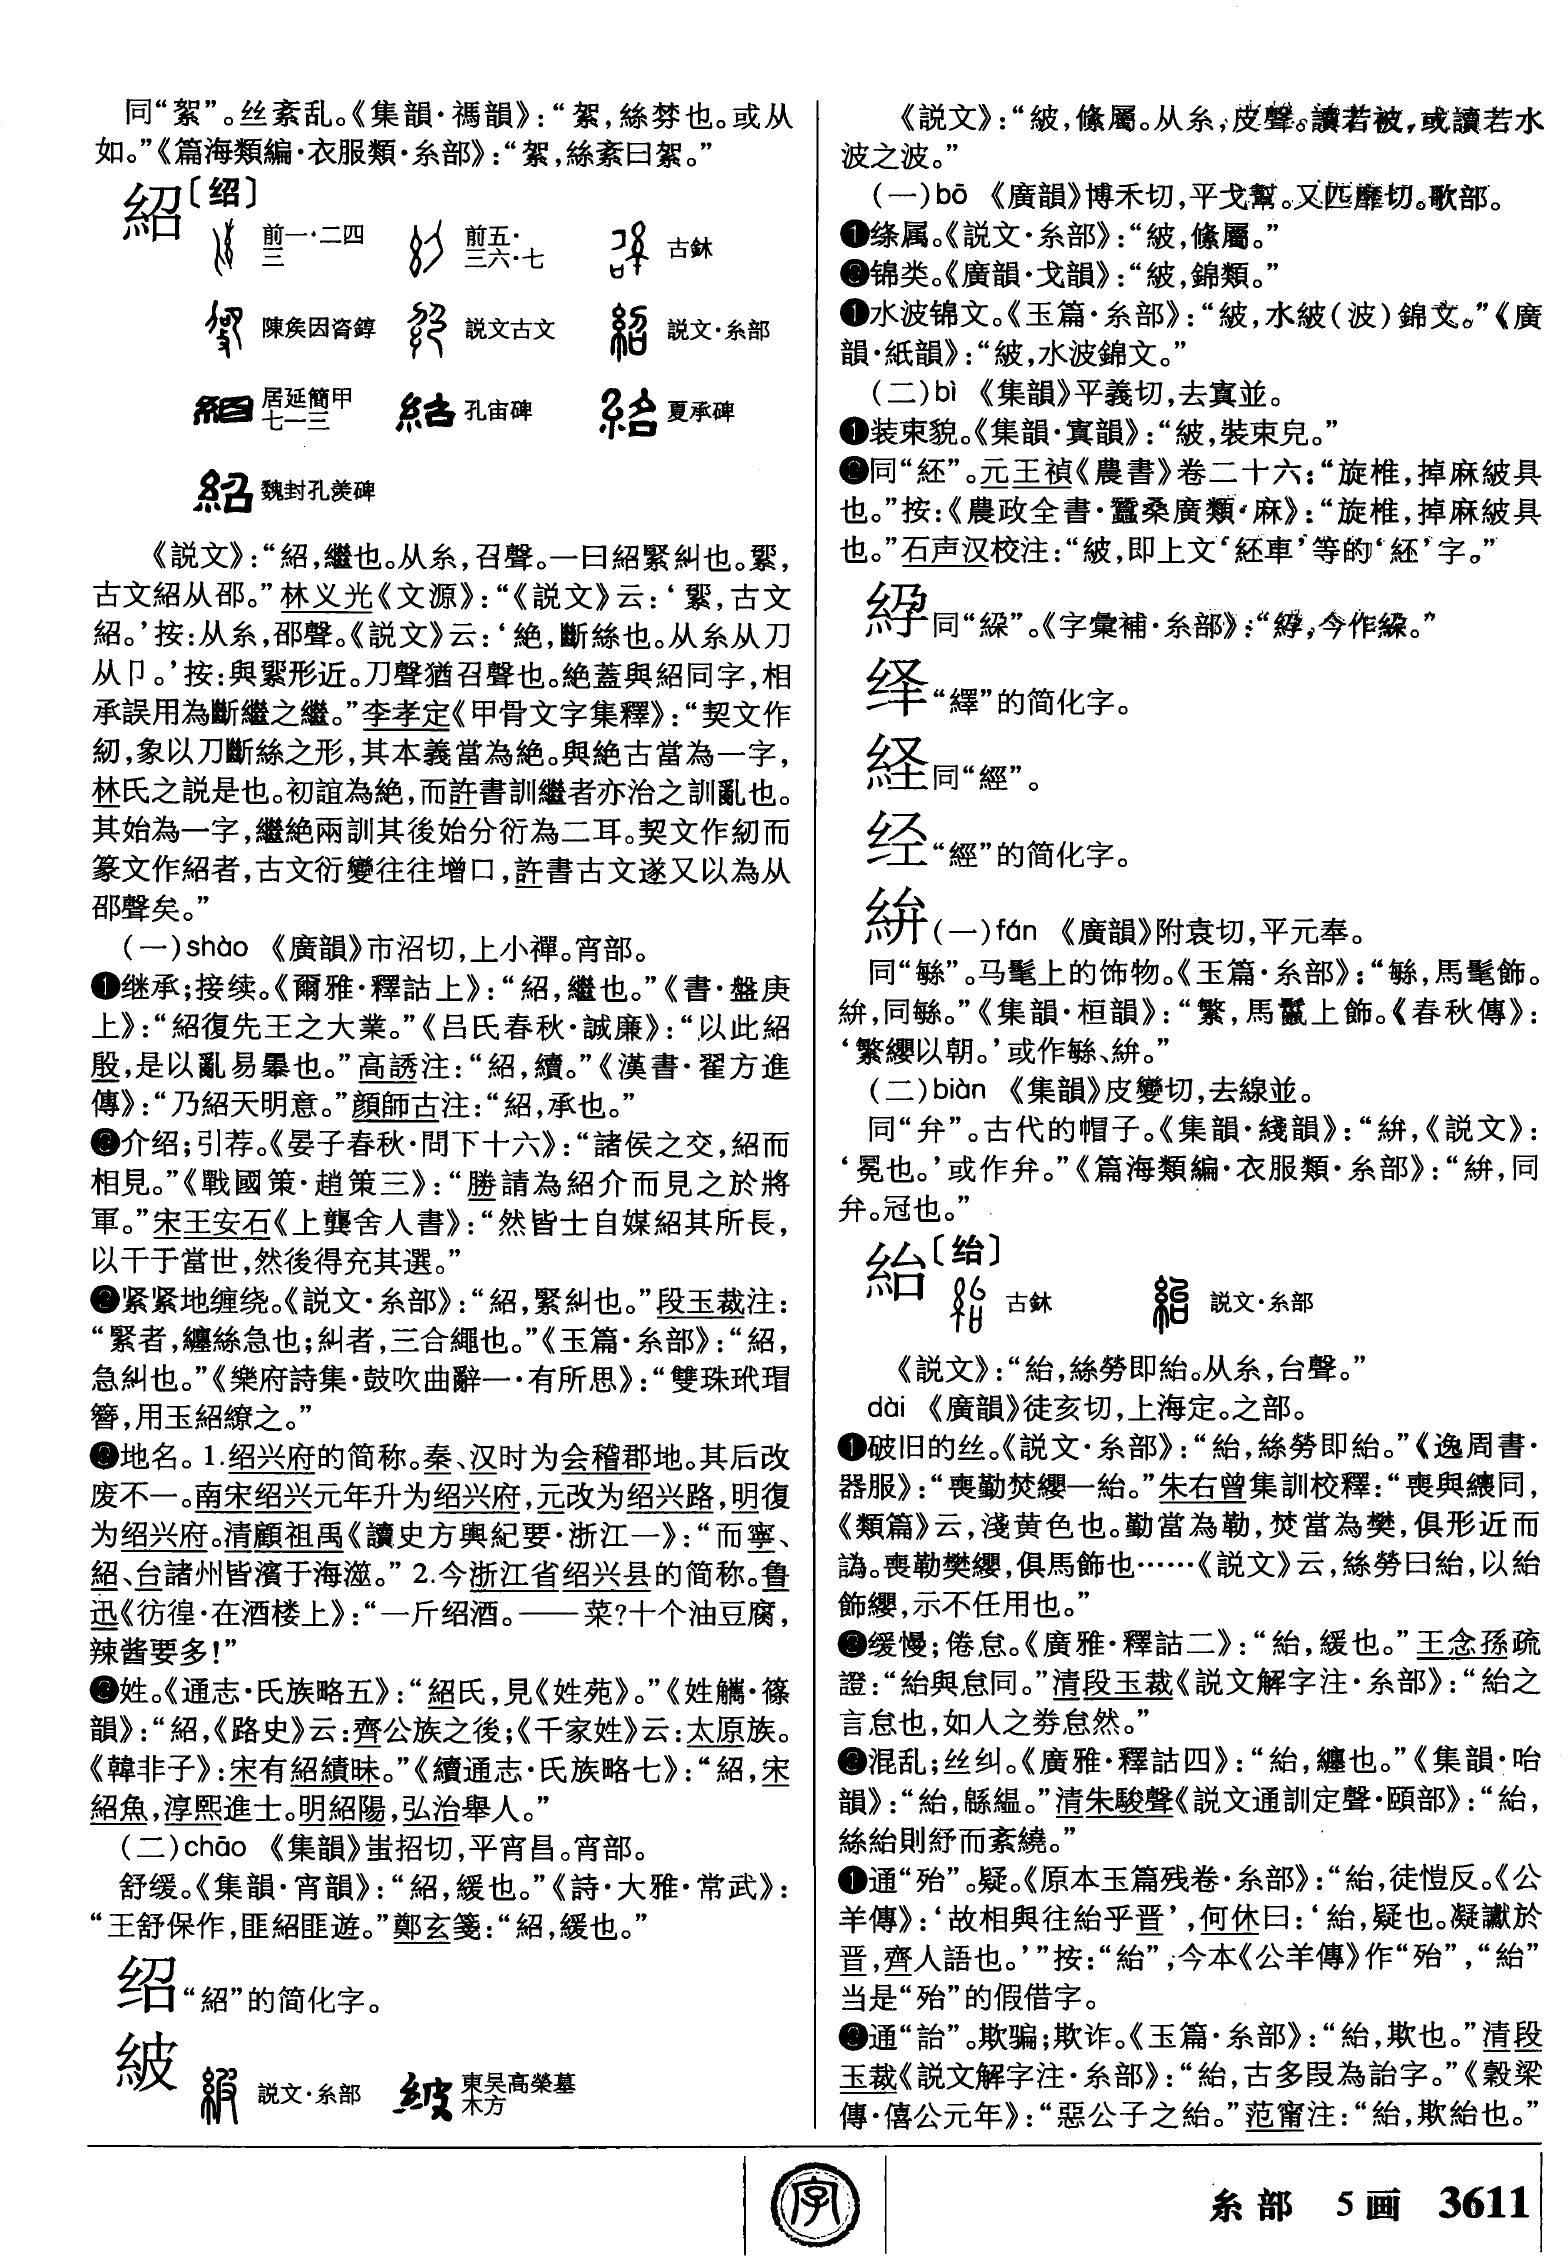 同“絮”。丝紊乱。《集韻·禡韻》：“絮，絲棼也。或从
如。”《篇海類編·衣服類·糸部》：“絮，絲紊曰絮。”
紹〔绍〕
前一·二四
三
前五·
三六·七
古鉢
陳矦因𬁼錞
説文古文
説文·糸部
居延簡甲
七一三
孔宙碑
夏承碑
魏封孔羡碑
《説文》：“紹，繼也。从糸，召聲。一曰紹緊糾也。綤，
古文紹从邵。”林义光《文源》：“《説文》云：‘綤，古文
紹。’按：从糸，邵聲。《説文》云：‘絶，斷絲也。从糸从刀
从卩。’按：與綤形近。刀聲猶召聲也。絶蓋與紹同字，相
承誤用為斷繼之繼。”李孝定《甲骨文字集釋》：“契文作
紉，象以刀斷絲之形，其本義當為絶。與絶古當為一字，
林氏之説是也。初誼為絶，而許書訓繼者亦治之訓亂也。
其始為一字，繼絶兩訓其後始分衍為二耳。契文作紉而
篆文作紹者，古文衍變往往增口，許書古文遂又以為从
邵聲矣。”
（一）shào 《廣韻》市沼切，上小禪。宵部。
❶继承；接续。《爾雅·釋詁上》：“紹，繼也。”《書·盤庚
上》：“紹復先王之大業。”《吕氏春秋·誠廉》：“以此紹
殷，是以亂易㬥也。”高誘注：“紹，續。”《漢書·翟方進
傳》：“乃紹天明意。”顔師古注：“紹，承也。”
❷介绍；引荐。《晏子春秋·問下十六》：“諸侯之交，紹而
相見。”《戰國策·趙策三》：“勝請為紹介而見之於將
軍。”宋王安石《上龔舍人書》：“然皆士自媒紹其所長，
以干于當世，然後得充其選。”
❸紧紧地缠绕。《説文·糸部》：“紹，緊糾也。”段玉裁注：
“緊者，纏絲急也；糾者，三合繩也。”《玉篇·糸部》：“紹，
急糾也。”《樂府詩集·鼓吹曲辭一·有所思》：“雙珠玳瑁
簪，用玉紹繚之。”
❹地名。1.绍兴府的简称。秦、汉时为会稽郡地。其后改
废不一。南宋绍兴元年升为绍兴府，元改为绍兴路，明復
为绍兴府。清顧祖禹《讀史方輿紀要·浙江一》：“而寧、
紹、台諸州皆濱于海澨。” 2.今浙江省绍兴县的简称。鲁
迅《彷徨·在酒楼上》：“一斤绍酒。——菜？十个油豆腐，
辣酱要多！”
❺姓。《通志·氏族略五》：“紹氏，見《姓苑》。”《姓觿·篠
韻》：“紹，《路史》云：齊公族之後；《千家姓》云：太原族。
《韓非子》：宋有紹績昧。”《續通志·氏族略七》：“紹，宋
紹魚，淳熙進士。明紹陽，弘治舉人。”
（二）chāo 《集韻》蚩招切，平宵昌。宵部。
舒缓。《集韻·宵韻》：“紹，緩也。”《詩·大雅·常武》：
“王舒保作，匪紹匪遊。”鄭玄箋：“紹，緩也。”
绍“紹”的简化字。
紴
説文·糸部
東吴高榮墓
木方
《説文》：“紴，絛屬。从糸，皮聲。讀若被，或讀若水
波之波。”
（一）bō 《廣韻》博禾切，平戈幫。又匹靡切。歌部。
❶绦属。《説文·糸部》：“紴，絛屬。”
❷锦类。《廣韻·戈韻》：“紴，錦類。”
❸水波锦文。《玉篇·糸部》：“紴，水紴（波）錦文。”《廣
韻·紙韻》：“紴，水波錦文。”
（二）bì 《集韻》平義切，去寘並。
❶装束貌。《集韻·寘韻》：“紴，裝束皃。”
❷同“紑”。元王禎《農書》卷二十六：“旋椎，掉麻紴具
也。”按：《農政全書·蠶桑廣類·麻》：“旋椎，掉麻紴具
也。”石声汉校注：“紴，即上文‘紑車’等的‘紑’字。”
同“綵”。《字彙補·糸部》：“今作綵。”
绎“繹”的简化字。
経同“經”。
经“經”的简化字。
絣（一）fán 《廣韻》附袁切，平元奉。
同“緐”。马髦上的饰物。《玉篇·糸部》：“緐，馬髦飾。
絣，同緐。”《集韻·桓韻》：“繁，馬鬣上飾。《春秋傳》：
‘繁纓以朝。’或作緐、絣。”
（二）biàn 《集韻》皮變切，去線並。
同“弁”。古代的帽子。《集韻·綫韻》：“絣，《説文》：
‘冕也。’或作弁。”《篇海類編·衣服類·糸部》：“絣，同
弁。冠也。”
紿〔绐〕
古鉢
説文·糸部
《説文》：“紿，絲勞即紿。从糸，台聲。”
dài 《廣韻》徒亥切，上海定。之部。
❶破旧的丝。《説文·糸部》：“紿，絲勞即紿。”《逸周書·
器服》：“喪勤焚纓一紿。”朱右曾集訓校釋：“喪與纕同，
《類篇》云，淺黄色也。勤當為勒，焚當為樊，俱形近而
譌。喪勒樊纓，俱馬飾也……《説文》云，絲勞曰紿，以紿
飾纓，示不任用也。”
❷缓慢；倦怠。《廣雅·釋詁二》：“紿，緩也。”王念孫疏
證：“紿與怠同。”清段玉裁《説文解字注·糸部》：“紿之
言怠也，如人之券怠然。”
❸混乱；丝纠。《廣雅·釋詁四》：“紿，纏也。”《集韻·咍
韻》：“紿，緜緼。”清朱駿聲《説文通訓定聲·頤部》：“紿，
絲紿則紓而紊繞。”
❹通“殆”。疑。《原本玉篇残卷·糸部》：“紿，徒愷反。《公
羊傳》：‘故相與往紿乎晋’，何休曰：‘紿，疑也。凝讞於
晋，齊人語也。’”按：“紿”，今本《公羊傳》作“殆”，“紿”
当是“殆”的假借字。
❺通“詒”。欺骗；欺诈。《玉篇·糸部》：“紿，欺也。”清段
玉裁《説文解字注·糸部》：“紿，古多叚為詒字。”《穀梁
傳·僖公元年》：“惡公子之紿。”范甯注：“紿，欺紿也。”
字
糸部 5画 3611